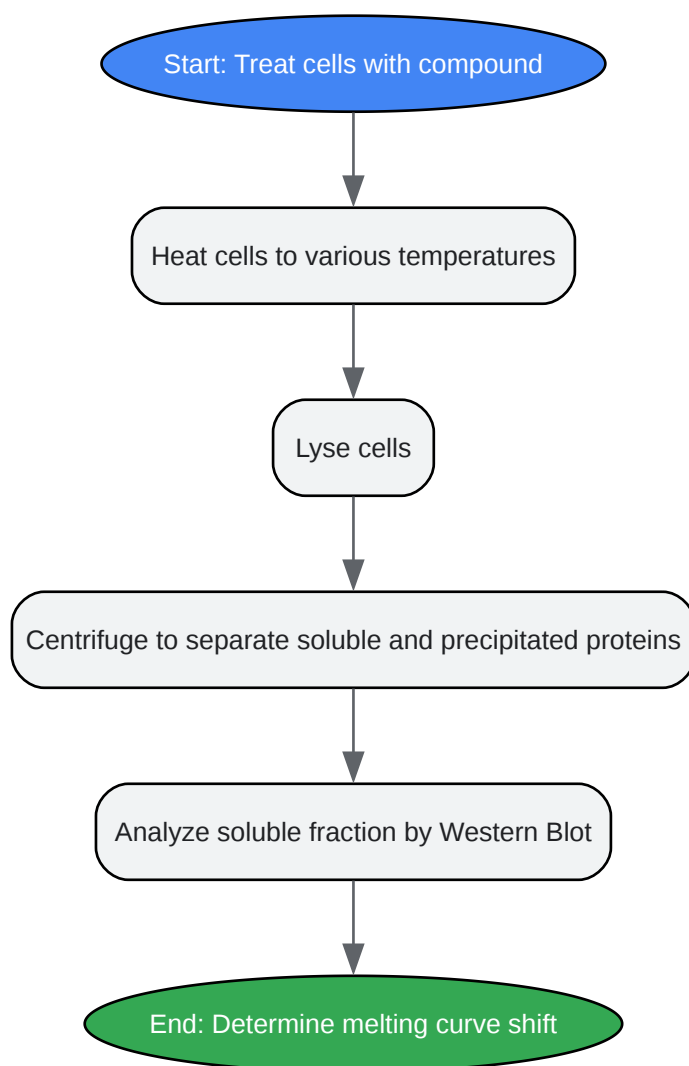 Start: Treat cells with compound
Heat cells to various temperatures
Lyse cells
Centrifuge to separate soluble and precipitated proteins
Analyze soluble fraction by Western Blot
End: Determine melting curve shift